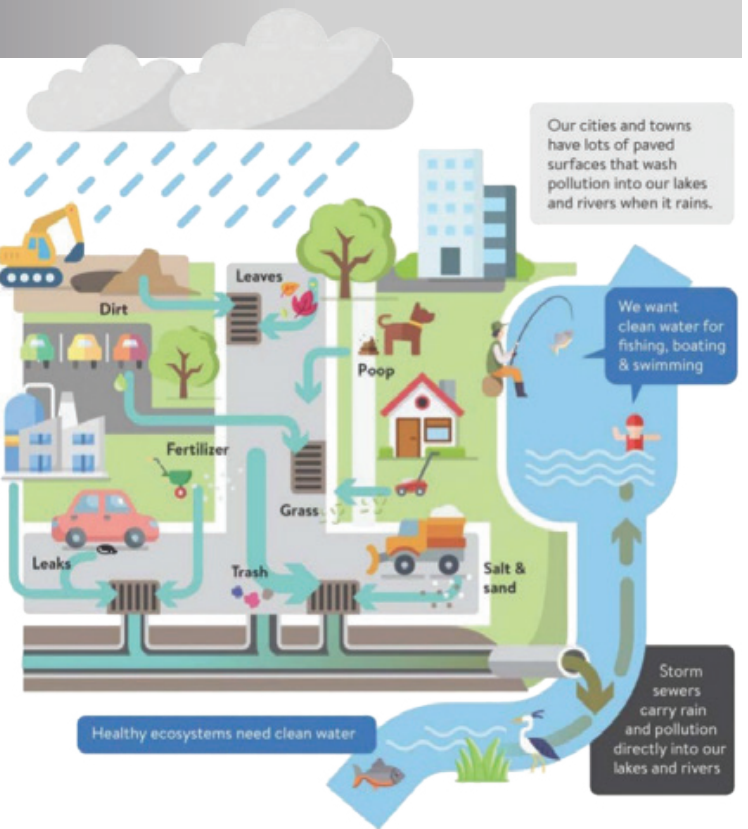 Our cities and towns
have lots of paved
surfaces that wash
pollution into our lakes
and rivers when it rains.
Leaves
Dirt
We want
clean water for
fishing, boating
& swimming
Poop
Fertilizer
Grass
Leaks
Trash
Salt &
sand
Storm
sewers
carry rain
and pollution
directly into our
lakes and rivers
Healthy ecosystems need clean water